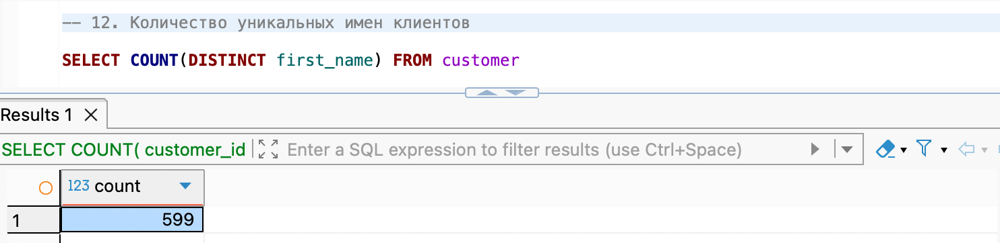 -- 12. Количество уникальных имен клиентов
SELECT COUNT(DISTINCT first_name) FROM customer
Results 1
SELECT COUNT( customer_id
Enter a SQL expression to filter results (use Ctrl+Space)
123 count
1
599